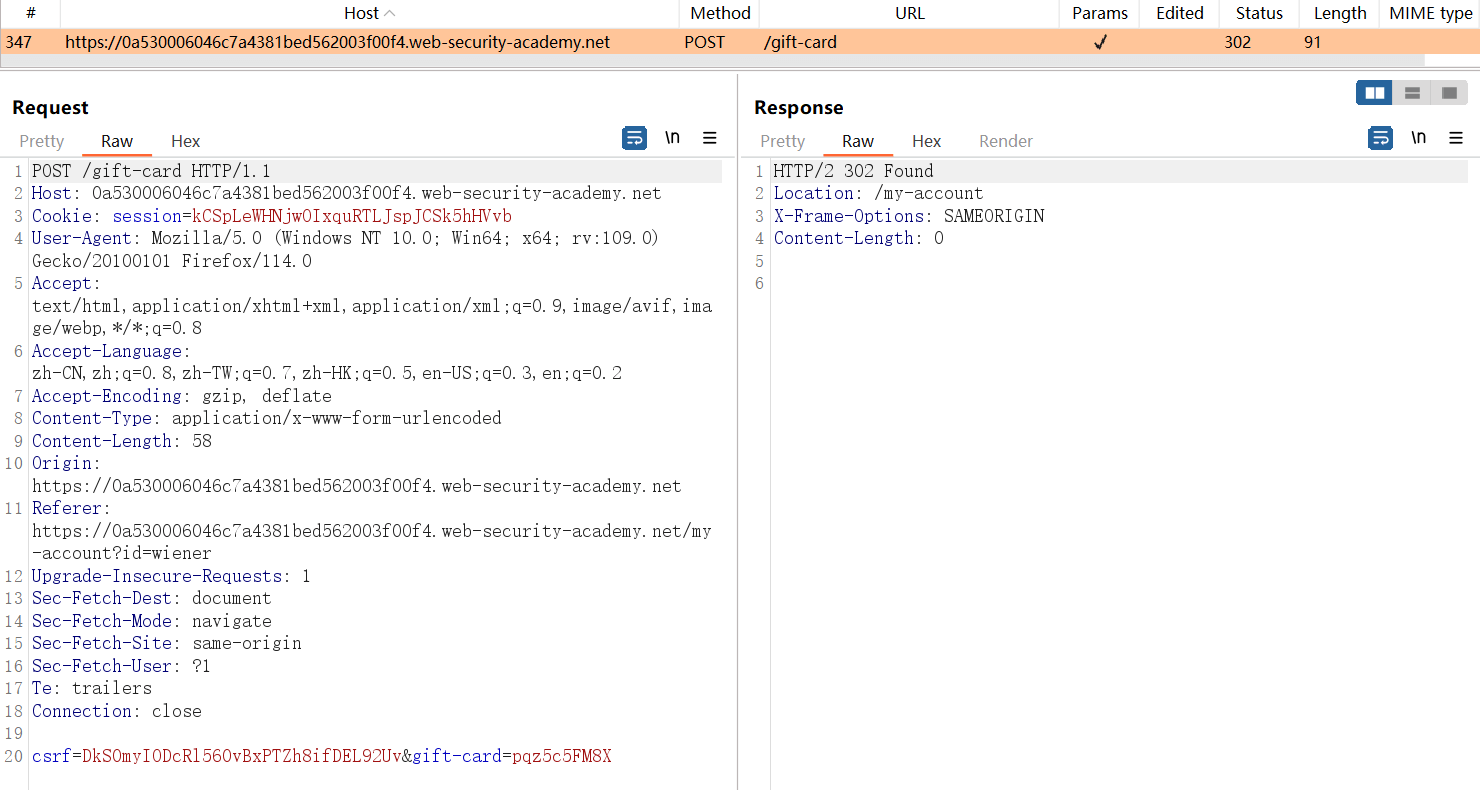 # Host Method URL Params Edited Status Length MIME type
347 https://0a530006046c7a4381bed562003f00f4.web-security-academy.net POST /gift-card ✓ 302 91
Request
Pretty Raw Hex
\n
1 POST /gift-card HTTP/1.1
2 Host: 0a530006046c7a4381bed562003f00f4.web-security-academy.net
3 Cookie: session=kCSpLeWHNjwOIxquRTLJspJCSk5hHVvb
4 User-Agent: Mozilla/5.0 (Windows NT 10.0; Win64; x64; rv:109.0)
Gecko/20100101 Firefox/114.0
5 Accept:
text/html,application/xhtml+xml,application/xml;q=0.9,image/avif,ima
ge/webp,*/*;q=0.8
6 Accept-Language:
zh-CN,zh;q=0.8,zh-TW;q=0.7,zh-HK;q=0.5,en-US;q=0.3,en;q=0.2
7 Accept-Encoding: gzip, deflate
8 Content-Type: application/x-www-form-urlencoded
9 Content-Length: 58
10 Origin:
https://0a530006046c7a4381bed562003f00f4.web-security-academy.net
11 Referer:
https://0a530006046c7a4381bed562003f00f4.web-security-academy.net/my
-account?id=wiener
12 Upgrade-Insecure-Requests: 1
13 Sec-Fetch-Dest: document
14 Sec-Fetch-Mode: navigate
15 Sec-Fetch-Site: same-origin
16 Sec-Fetch-User: ?1
17 Te: trailers
18 Connection: close
19
20 csrf=DkSOmyIODcRl56OvBxPTZh8ifDEL92Uv&gift-card=pqz5c5FM8X
Response
Pretty Raw Hex Render
\n
1 HTTP/2 302 Found
2 Location: /my-account
3 X-Frame-Options: SAMEORIGIN
4 Content-Length: 0
5
6